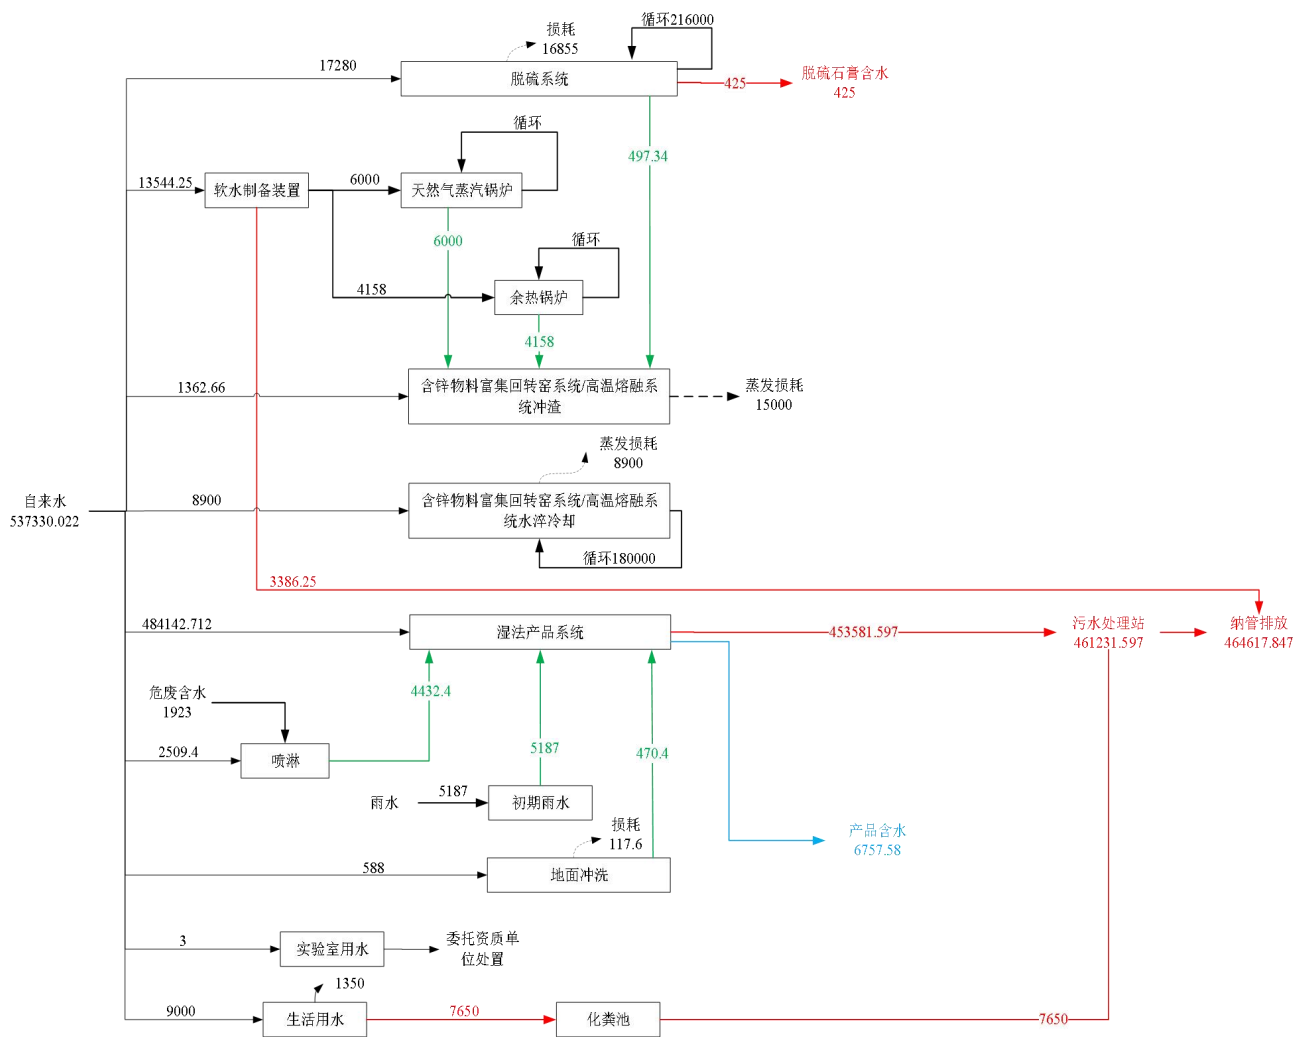 循环216000
损耗
16855
17280
脱硫系统
425
脱硫石膏含水
425
循环
497.34
13544.25
软水制备装置
6000
天然气蒸汽锅炉
6000
循环
4158
余热锅炉
4158
1362.66
含锌物料富集回转窑系统/高温熔融系
统冲渣
蒸发损耗
15000
蒸发损耗
8900
自来水
537330.022
8900
含锌物料富集回转窑系统/高温熔融系
统水淬冷却
循环180000
3386.25
484142.712
湿法产品系统
453581.597
污水处理站
461231.597
纳管排放
464617.847
危废含水
1923
4432.4
2509.4
喷淋
5187
470.4
雨水
5187
初期雨水
损耗
117.6
产品含水
6757.58
588
地面冲洗
3
实验室用水
委托资质单
位处置
1350
9000
生活用水
7650
化粪池
7650